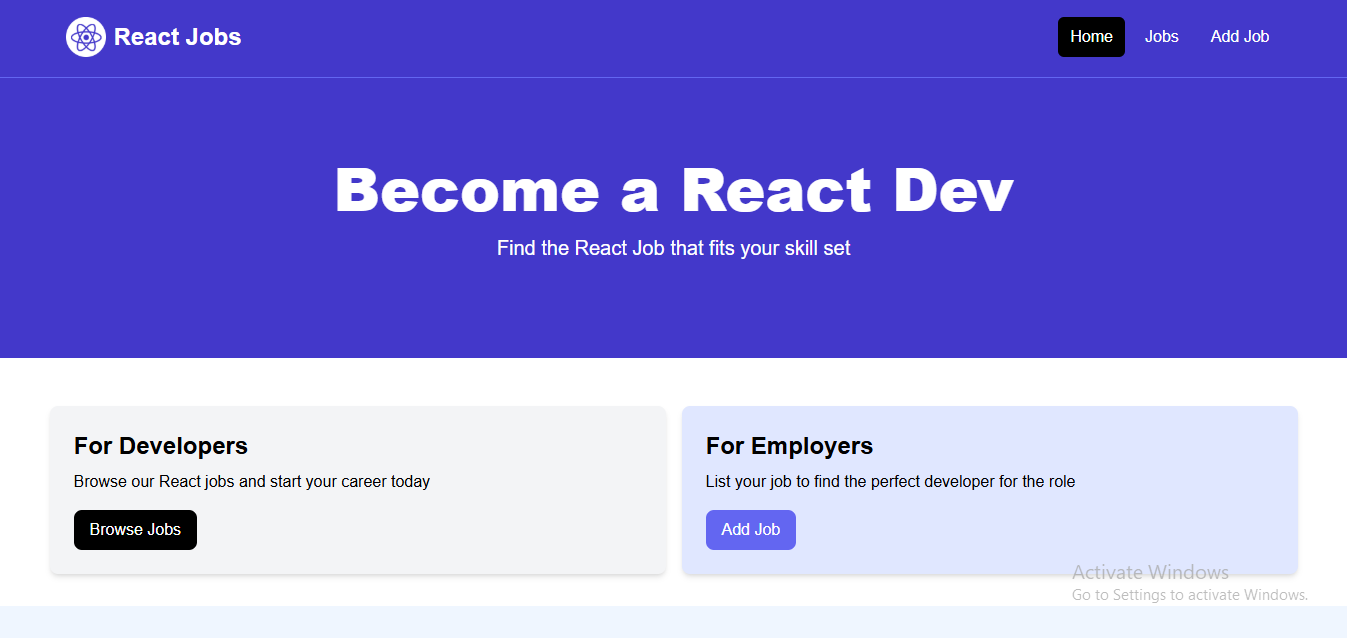 React Jobs
Home Jobs Add Job
Become a React Dev
Find the React Job that fits your skill set
For Developers
Browse our React jobs and start your career today
Browse Jobs
For Employers
List your job to find the perfect developer for the role
Add Job
Activate Windows
Go to Settings to activate Windows.